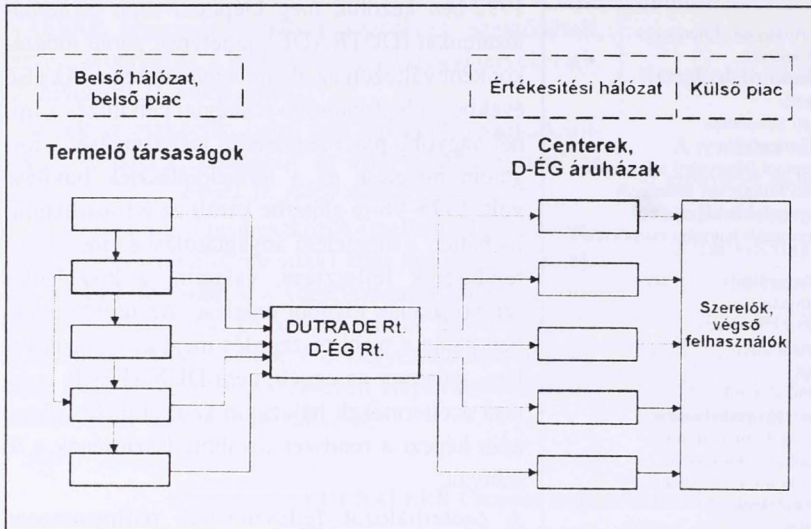 Belső hálózat,
belső piac
Értékesítési hálózat
Külső piac
Termelő társaságok
Centerek,
D-ÉG áruházak
DUTRADE Rt.
D-ÉG Rt.
Szerelők,
végső
felhasználók